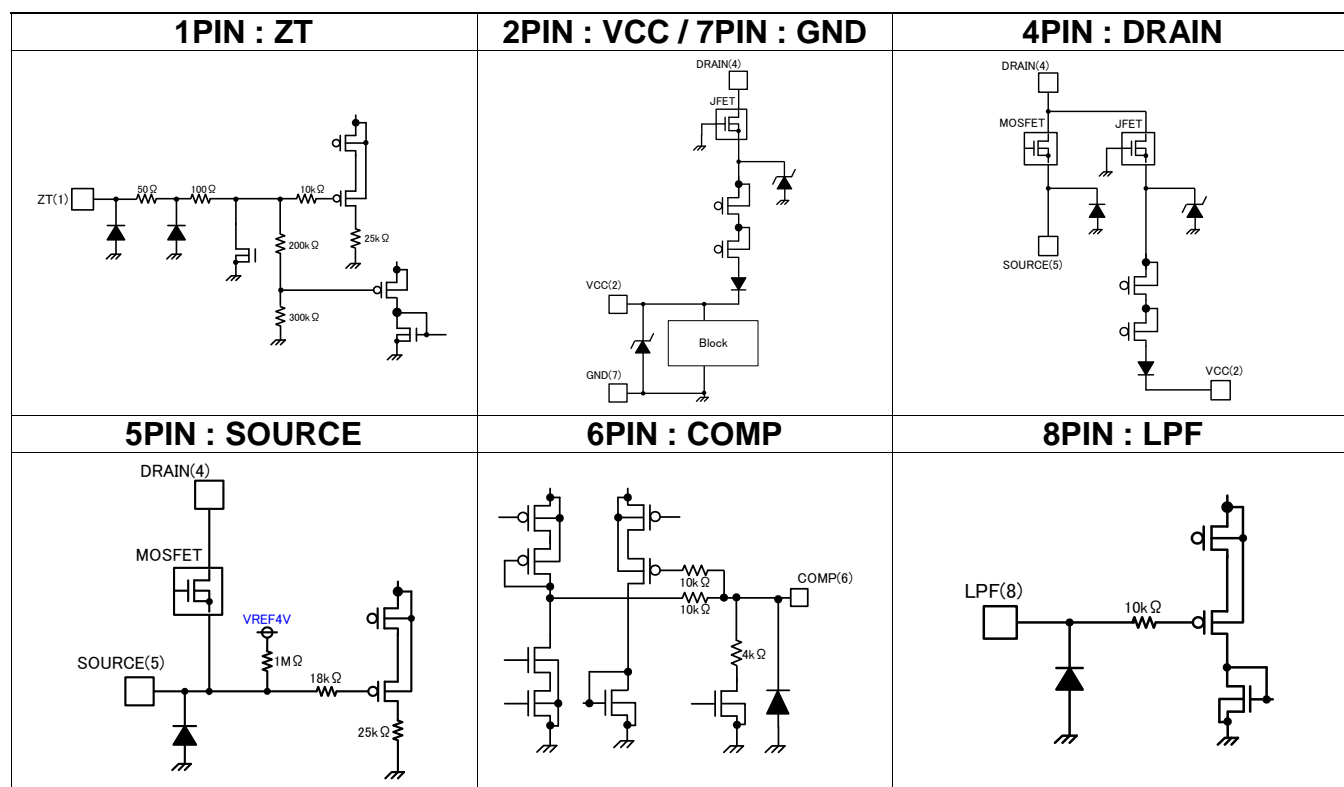 1PIN : ZT
2PIN : VCC / 7PIN : GND
4PIN : DRAIN
ZT(1)
50Ω
100Ω
10kΩ
200kΩ
25kΩ
300kΩ
DRAIN(4)
JFET
VCC(2)
Block
GND(7)
DRAIN(4)
MOSFET
JFET
SOURCE(5)
VCC(2)
5PIN : SOURCE
6PIN : COMP
8PIN : LPF
DRAIN(4)
MOSFET
VREF4V
1MΩ
SOURCE(5)
18kΩ
25kΩ
10kΩ
COMP(6)
10kΩ
4kΩ
LPF(8)
10kΩ